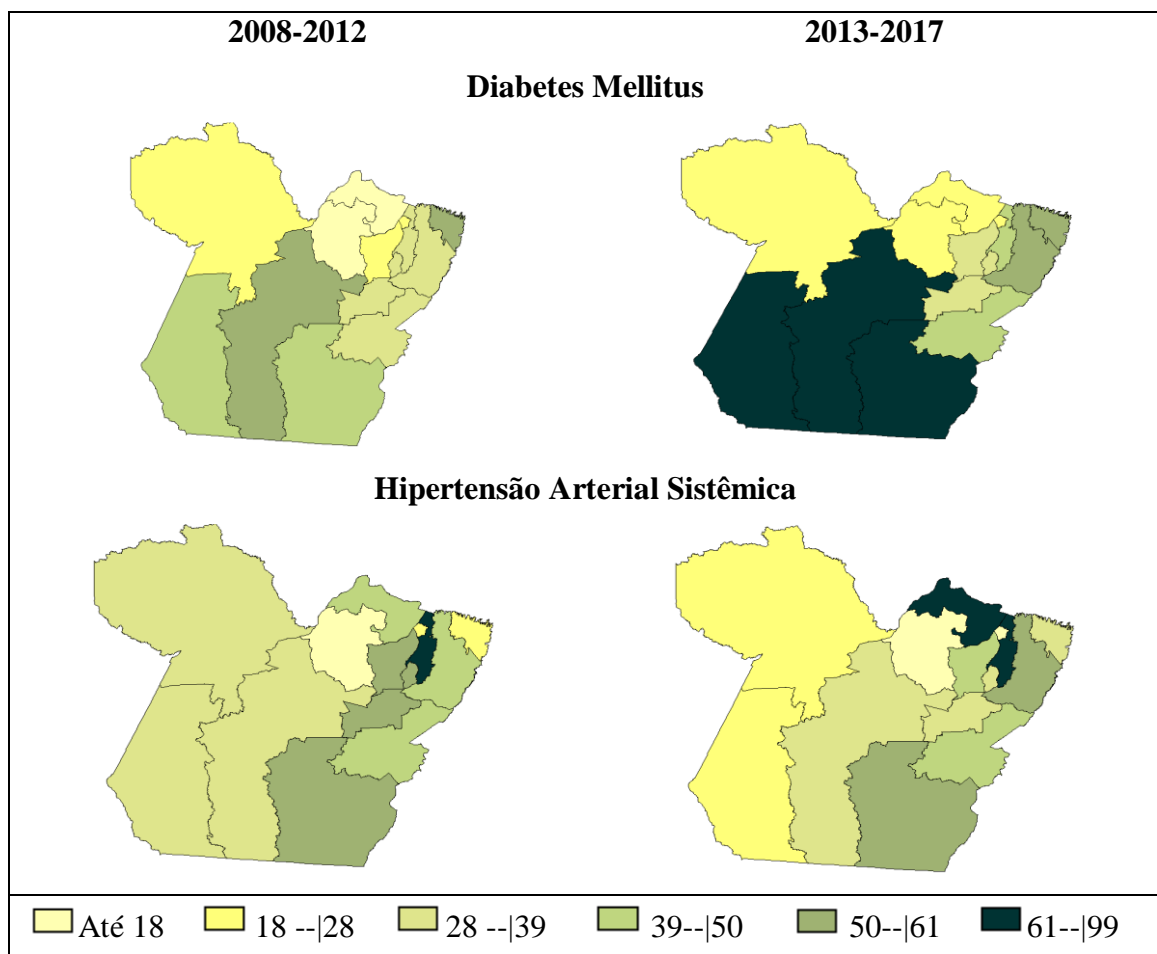 2008-2012 2013-2017
Diabetes Mellitus
Hipertensão Arterial Sistêmica
Até 18 18 --|28 28 --|39 39--|50 50--|61 61--|99